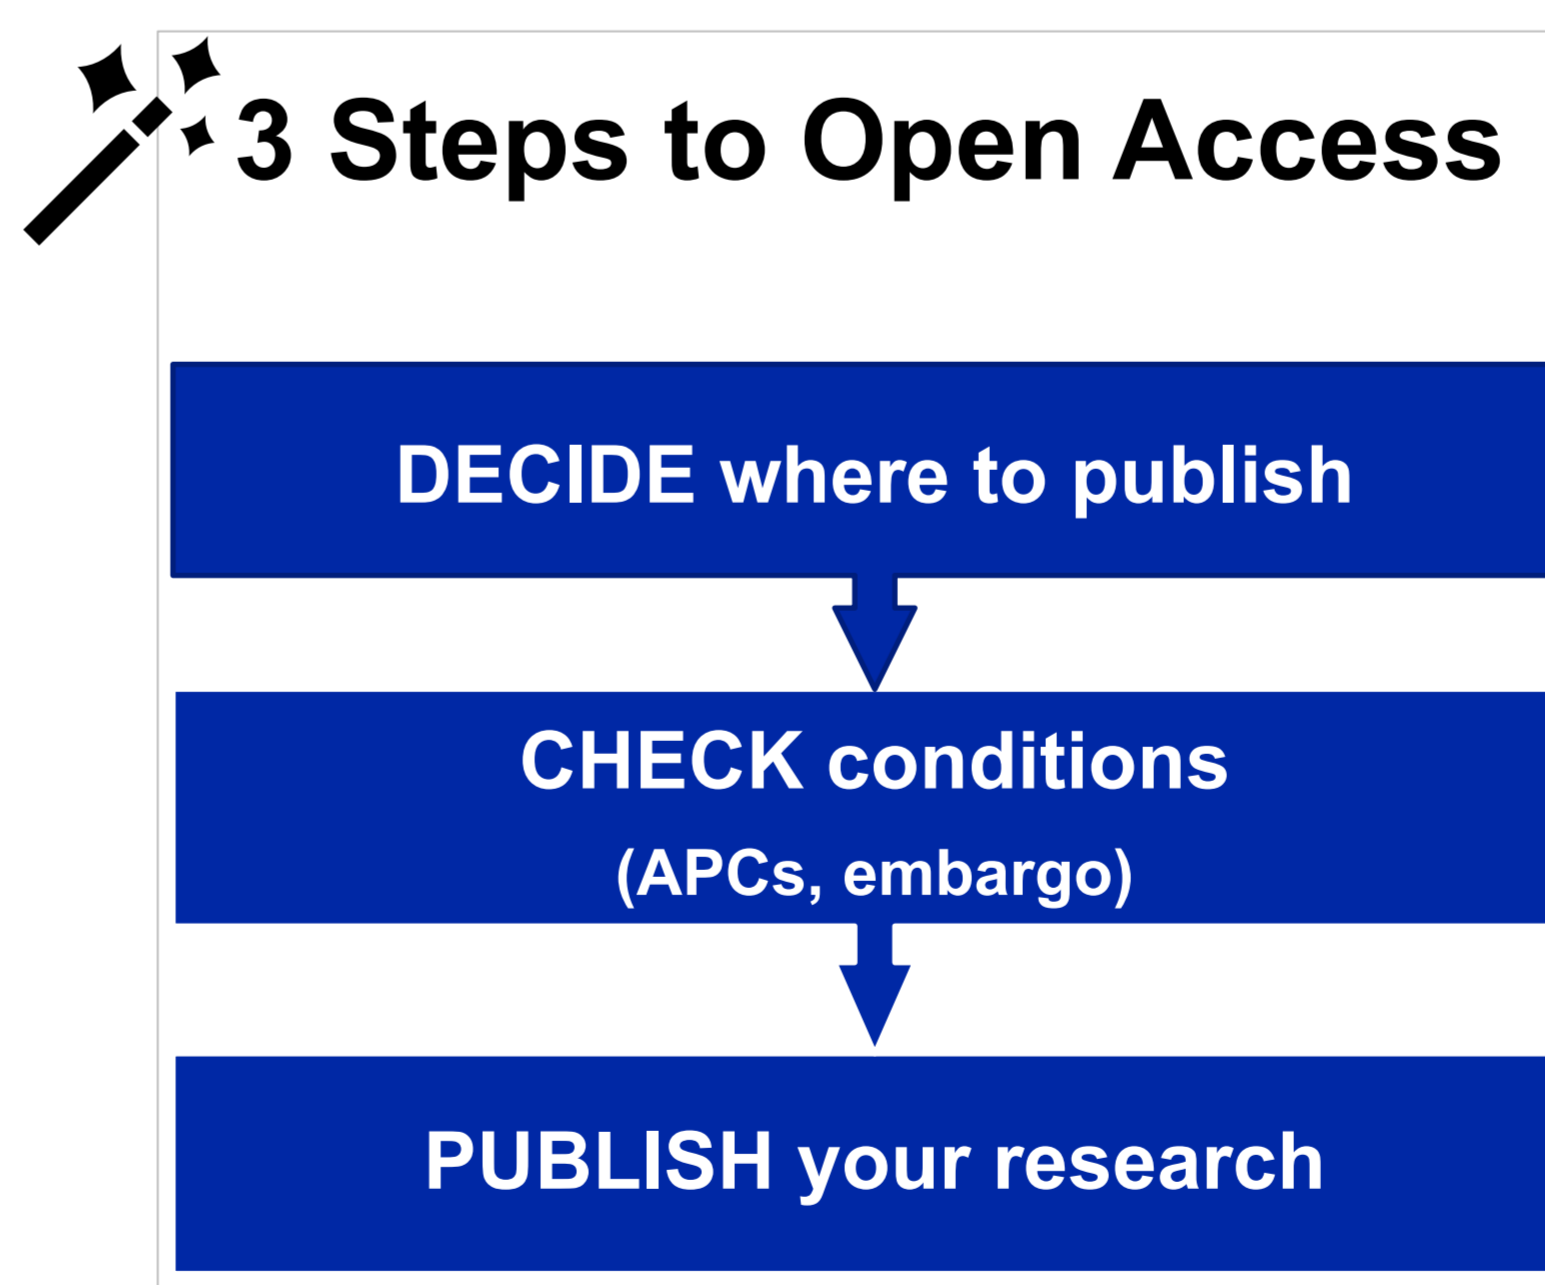 3 Steps to Open Access
DECIDE where to publish
CHECK conditions
(APCs, embargo)
PUBLISH your research